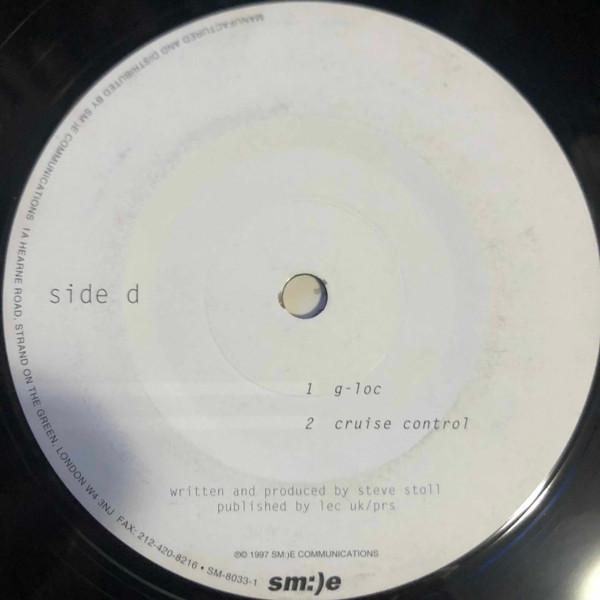 side d
1 g-loc
2 cruise control
written and produced by steve stoll
published by lec uk/prs
℗© 1997 SM:)E COMMUNICATIONS
sm:)e
MANUFACTURED AND DISTRIBUTED BY SM:)E COMMUNICATIONS 1A HEARNE ROAD, STRAND ON THE GREEN, LONDON W4 3NJ FAX: 212-420-8216 • SM-8033-1